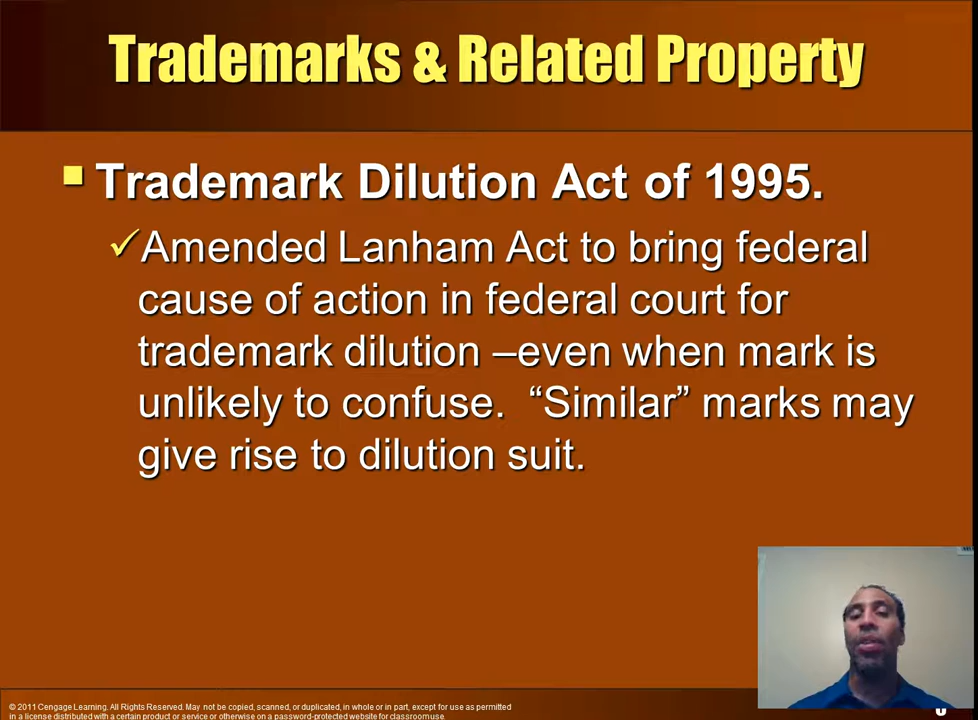 Trademarks & Related Property
Trademark Dilution Act of 1995.
Amended Lanham Act to bring federal
cause of action in federal court for
trademark dilution –even when mark is
unlikely to confuse. “Similar” marks may
give rise to dilution suit.
© 2011 Cengage Learning. All Rights Reserved. May not be copied, scanned, or duplicated, in whole or in part, except for use as permitted
in a license distributed with a certain product or service or otherwise on a password-protected website for classroom use.